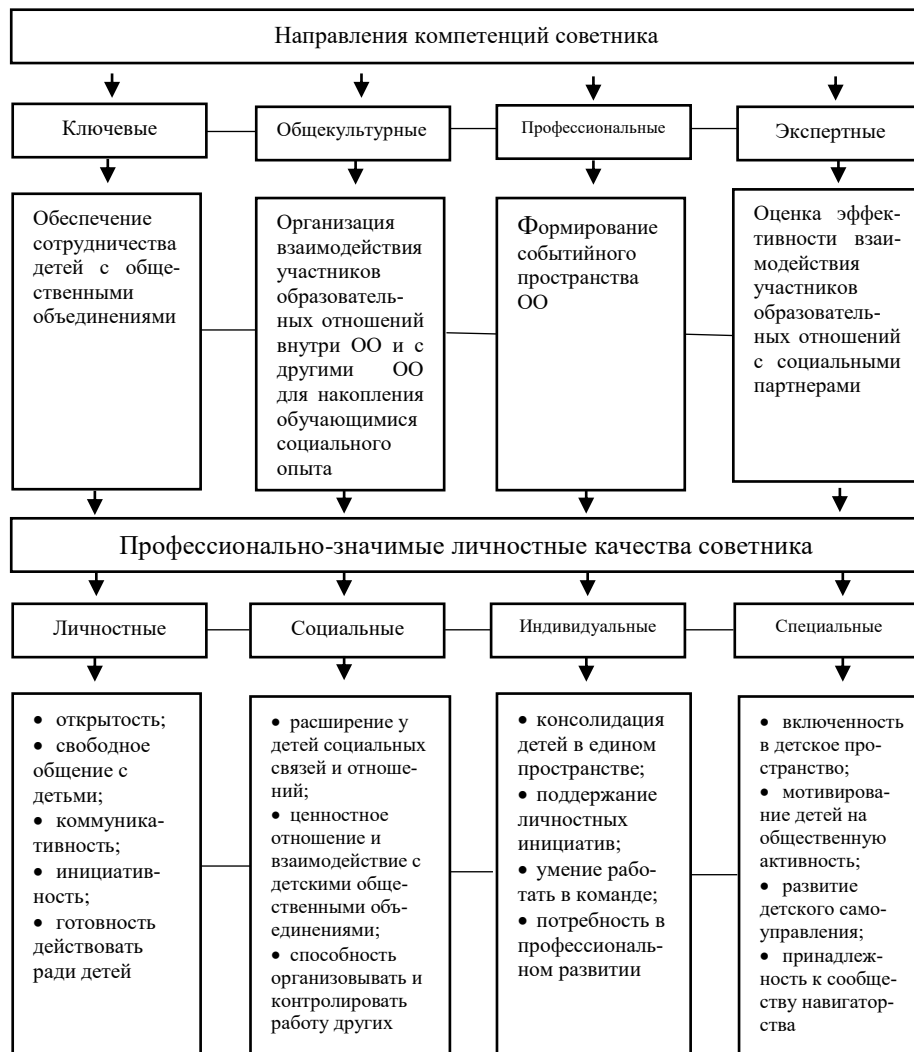 Направления компетенций советника
Ключевые
Общекультурные
Профессиональные
Экспертные
Обеспечение
сотрудничества
детей с обще-
ственными
объединениями
Организация
взаимодействия
участников
образователь-
ных отношений
внутри ОО и с
другими ОО
для накопления
обучающимися
социального
опыта
Формирование
событийного
пространства
ОО
Оценка эффек-
тивности взаи-
модействия
участников
образователь-
ных отношений
с социальными
партнерами
Профессионально-значимые личностные качества советника
Личностные
Социальные
Индивидуальные
Специальные
• открытость;
• свободное
общение с
детьми;
• коммуника-
тивность;
• инициатив-
ность;
• готовность
действовать
ради детей
• расширение у
детей социальных
связей и отноше-
ний;
• ценностное
отношение и
взаимодействие с
детскими обще-
ственными объ-
единениями;
• способность
организовывать и
контролировать
работу других
• консолидация
детей в едином
пространстве;
• поддержание
личностных
инициатив;
• умение рабо-
тать в команде;
• потребность в
профессиональ-
ном развитии
• включенность
в детское про-
странство;
• мотивирова-
ние детей на
общественную
активность;
• развитие
детского само-
управления;
• принадлеж-
ность к сообще-
ству навигатор-
ства